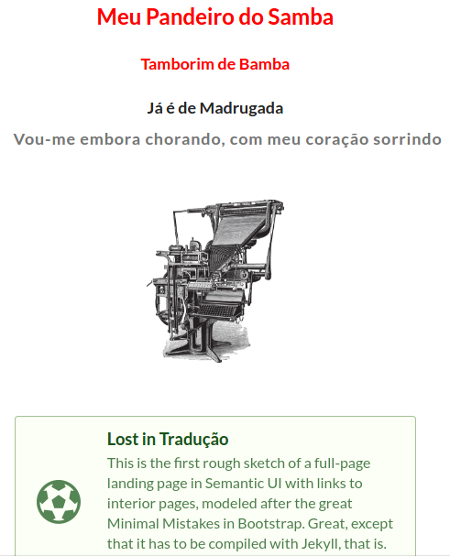 Meu Pandeiro do Samba
Tamborim de Bamba
Já é de Madrugada
Vou-me embora chorando, com meu coração sorrindo
Lost in Tradução
This is the first rough sketch of a full-page
landing page in Semantic UI with links to
interior pages, modeled after the great
Minimal Mistakes in Bootstrap. Great, except
that it has to be compiled with Jekyll, that is.